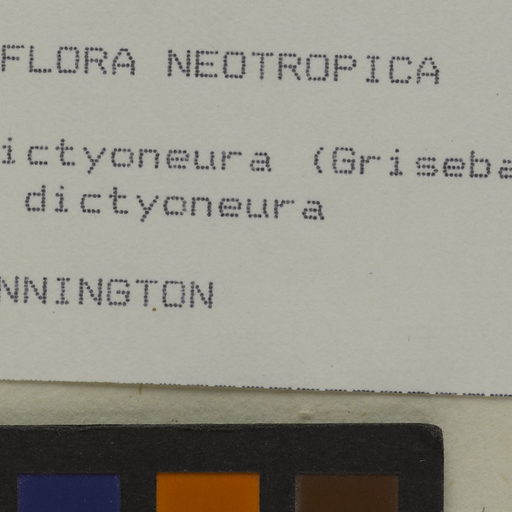 FLORA NEOTROPICA
ictyoneura (Griseba
dictyoneura
NNINGTON